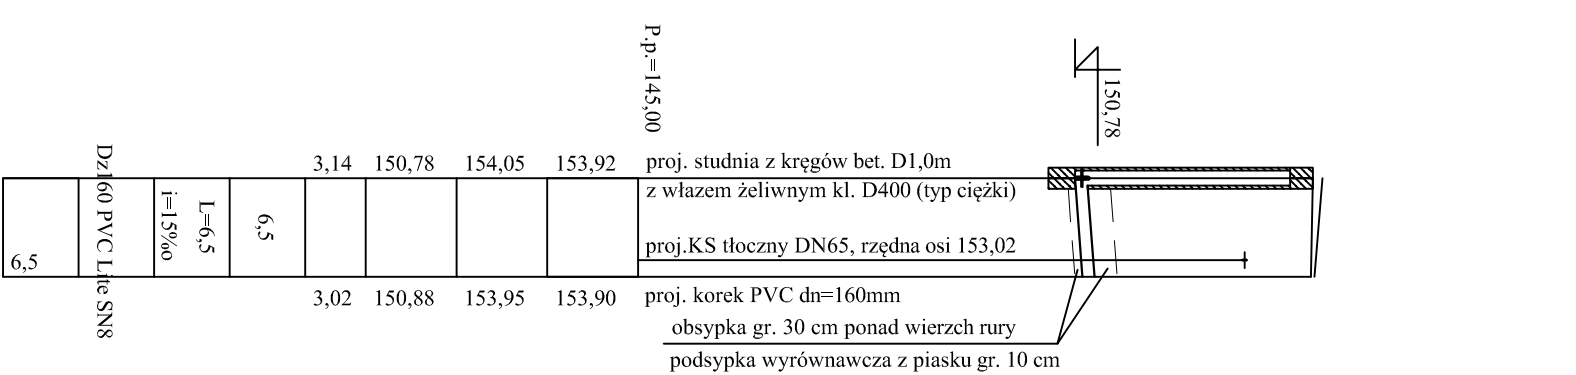 P.p.=145,00
150,78
3,14 150,78 154,05 153,92 proj. studnia z kręgów bet. D1,0m
z włazem żeliwnym kl. D400 (typ ciężki)
Dz160 PVC Lite SN8
i=15‰
L=6,5
6,5
6,5
proj.KS tłoczny DN65, rzędna osi 153,02
3,02 150,88 153,95 153,90 proj. korek PVC dn=160mm
obsypka gr. 30 cm ponad wierzch rury
podsypka wyrównawcza z piasku gr. 10 cm